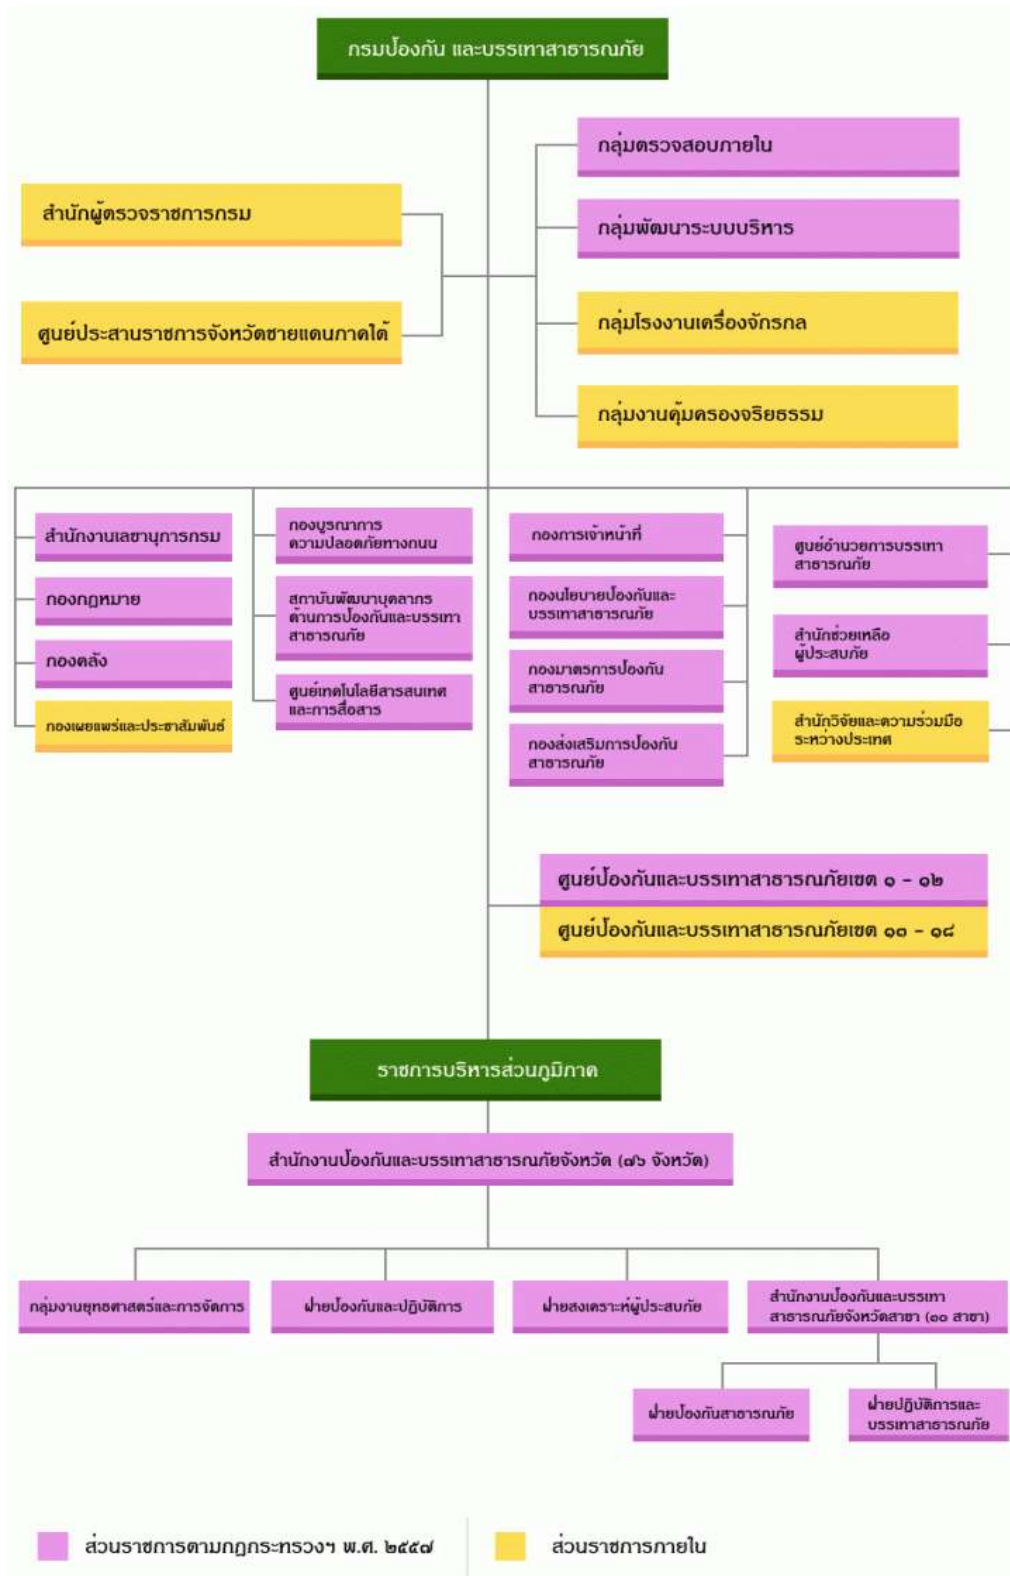 กรมป้องกัน และบรรเทาสาธารณภัย
กลุ่มตรวจสอบภายใน
สำนักผู้ตรวจราชการกรม
กลุ่มพัฒนาระบบบริหาร
ศูนย์ประสานราชการจังหวัดชายแดนภาคใต้
กลุ่มโรงงานเครื่องจักรกล
กลุ่มงานคุ้มครองจริยธรรม
สำนักงานเลขานุการกรม
กองกฎหมาย
กองคลัง
กองเผยแพร่และประชาสัมพันธ์
กองบูรณาการ
ความปลอดภัยทางถนน
สถาบันพัฒนาบุคลากร
ด้านการป้องกันและบรรเทา
สาธารณภัย
ศูนย์เทคโนโลยีสารสนเทศ
และการสื่อสาร
กองการเจ้าหน้าที่
กองนโยบายป้องกันและ
บรรเทาสาธารณภัย
กองมาตรการป้องกัน
สาธารณภัย
กองส่งเสริมการป้องกัน
สาธารณภัย
ศูนย์อำนวยการบรรเทา
สาธารณภัย
สำนักช่วยเหลือ
ผู้ประสบภัย
สำนักวิจัยและความร่วมมือ
ระหว่างประเทศ
ศูนย์ป้องกันและบรรเทาสาธารณภัยเขต ๑ - ๑๒
ศูนย์ป้องกันและบรรเทาสาธารณภัยเขต ๑๓ - ๑๘
ราชการบริหารส่วนภูมิภาค
สำนักงานป้องกันและบรรเทาสาธารณภัยจังหวัด (๗๖ จังหวัด)
กลุ่มงานยุทธศาสตร์และการจัดการ
ฝ่ายป้องกันและปฏิบัติการ
ฝ่ายสงเคราะห์ผู้ประสบภัย
สำนักงานป้องกันและบรรเทา
สาธารณภัยจังหวัดสาขา (๑๐ สาขา)
ฝ่ายป้องกันสาธารณภัย
ฝ่ายปฏิบัติการและ
บรรเทาสาธารณภัย
ส่วนราชการตามกฎกระทรวงฯ พ.ศ. ๒๕๕๗
ส่วนราชการภายใน